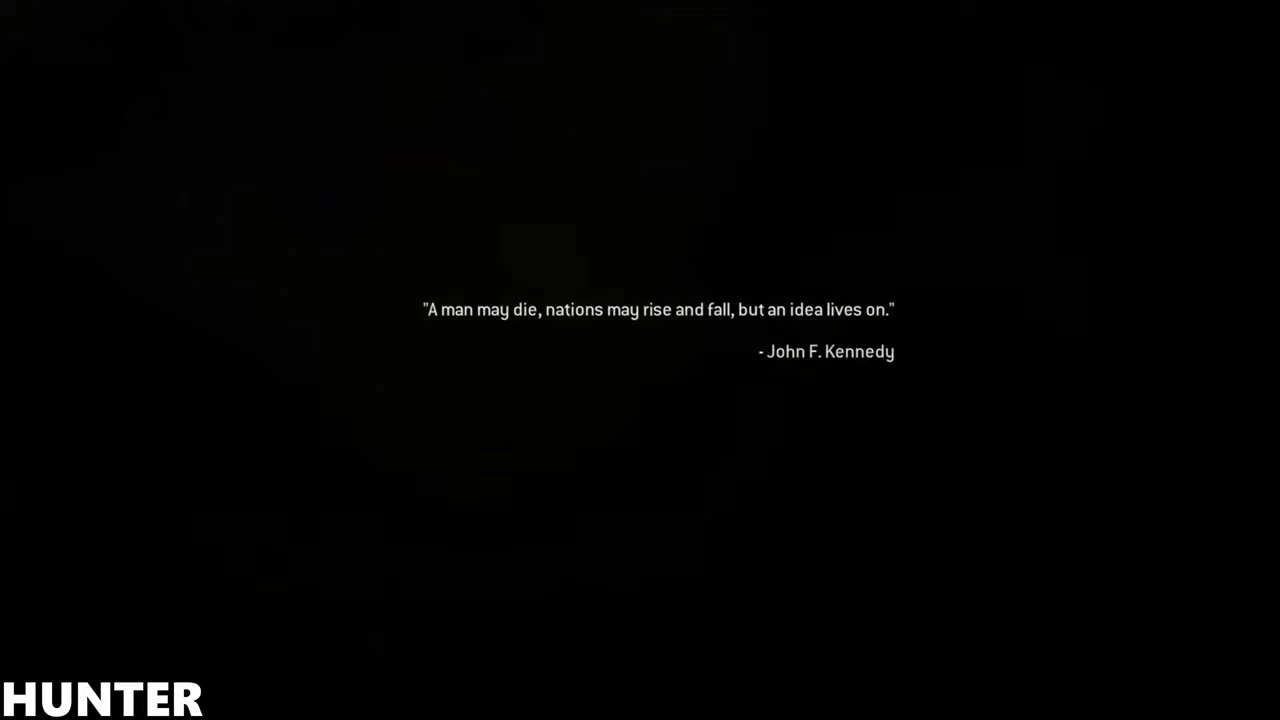 "A man may die, nations may rise and fall, but an idea lives on."
- John F. Kennedy
HUNTER